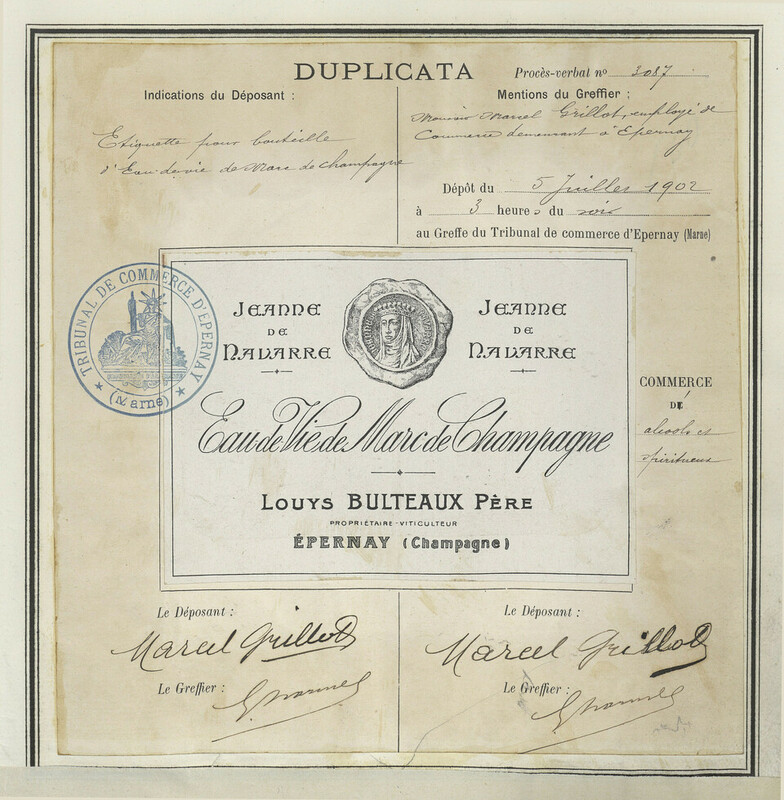 DUPLICATA
Procès-verbal nº 3087
Indications du Déposant :
Etiquette pour bouteille
d'Eau de vie de Marc de champagne
Mentions du Greffier :
Monsieur Marcel Grillot, employé de
Commerce demeurant à Epernay
Dépôt du 5 Juillet 1902
à 3 heures du soir
au Greffe du Tribunal de commerce d'Epernay (Marne)
TRIBUNAL DE COMMERCE D'EPERNAY
(Marne)
JEANNE
DE
NAVARRE
JEANNE
DE
NAVARRE
Eau de Vie de Marc de Champagne
LOUYS BULTEAUX PÈRE
PROPRIÉTAIRE-VITICULTEUR
ÉPERNAY (Champagne)
COMMERCE
DE
alcools et
spiritueux
Le Déposant :
Marcel Grillot
Le Greffier :
Le Déposant :
Marcel Grillot
Le Greffier :